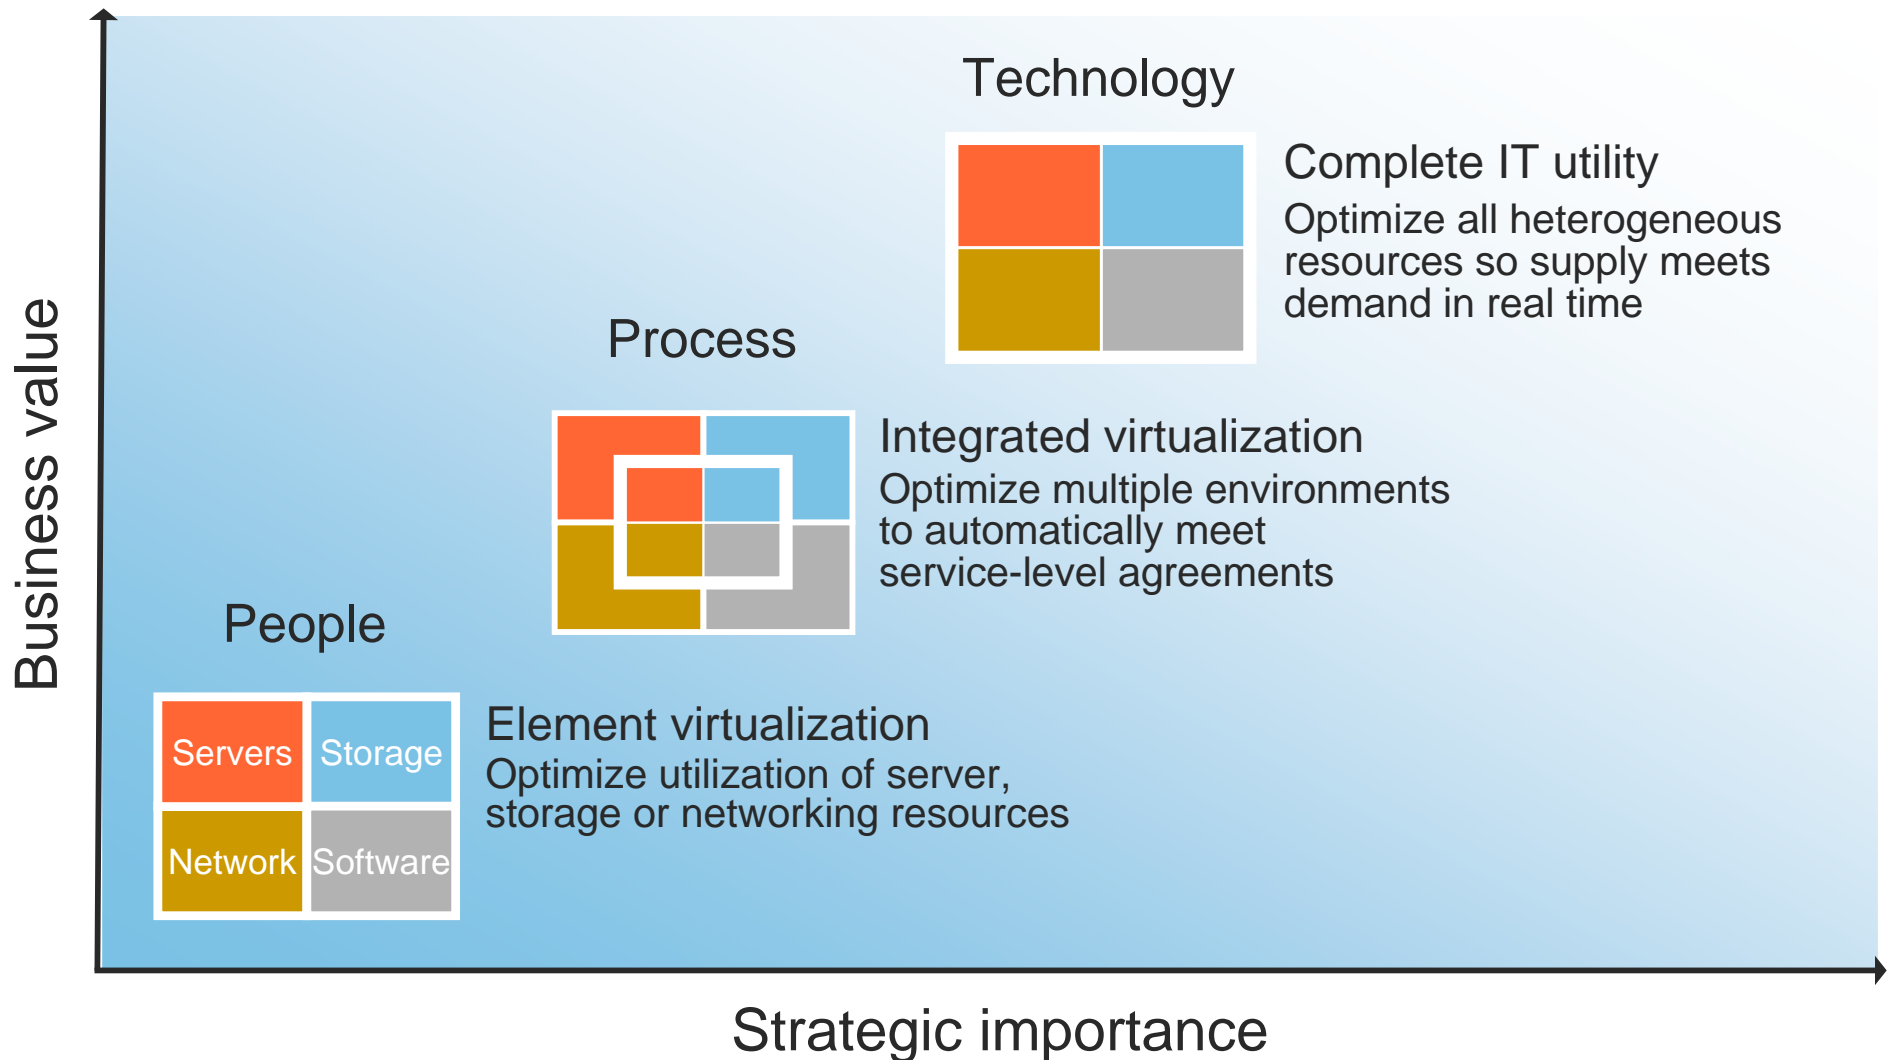 Technology
Complete IT utility
Optimize all heterogeneous
resources so supply meets
demand in real time
Process
Integrated virtualization
Optimize multiple environments
to automatically meet
service-level agreements
People
Servers
Storage
Network
Software
Element virtualization
Optimize utilization of server,
storage or networking resources
Business value
Strategic importance